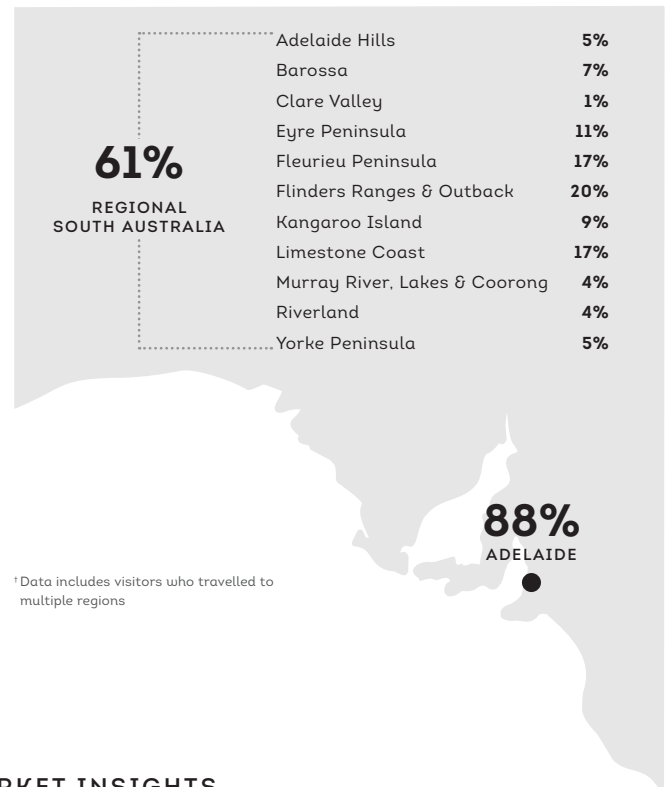 Adelaide Hills 5%
Barossa 7%
Clare Valley 1%
Eyre Peninsula 11%
Fleurieu Peninsula 17%
Flinders Ranges & Outback 20%
Kangaroo Island 9%
Limestone Coast 17%
Murray River, Lakes & Coorong 4%
Riverland 4%
Yorke Peninsula 5%
61%
REGIONAL
SOUTH AUSTRALIA
88%
ADELAIDE
†Data includes visitors who travelled to
multiple regions
INSIGHTS